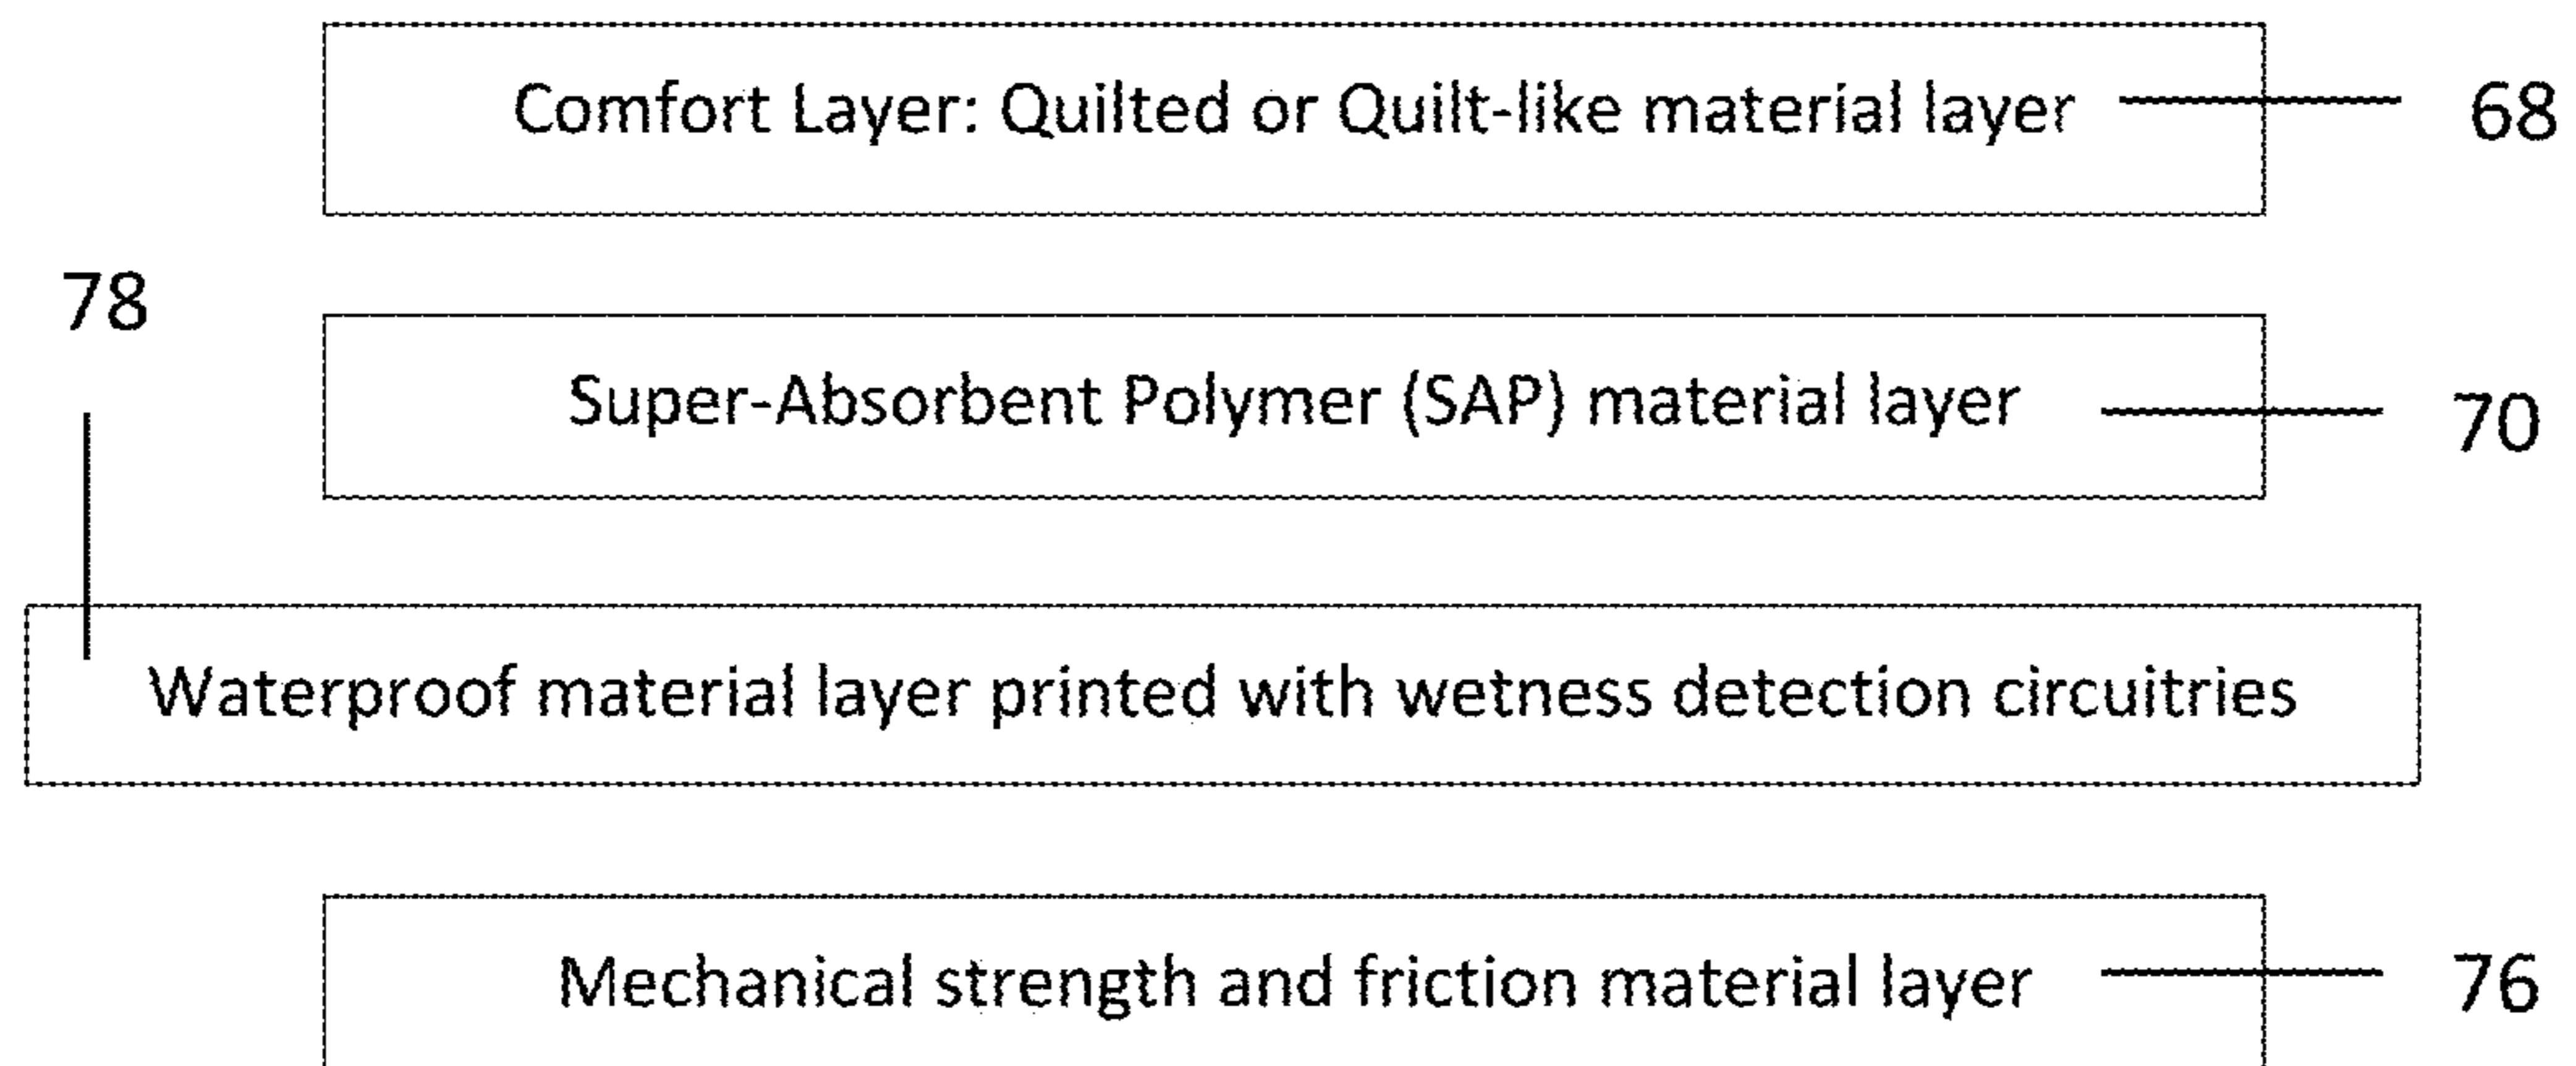 Comfort Layer: Quilted or Quilt-like material layer
68
78
Super-Absorbent Polymer (SAP) material layer
70
Waterproof material layer printed with wetness detection circuitries
Mechanical strength and friction material layer
76